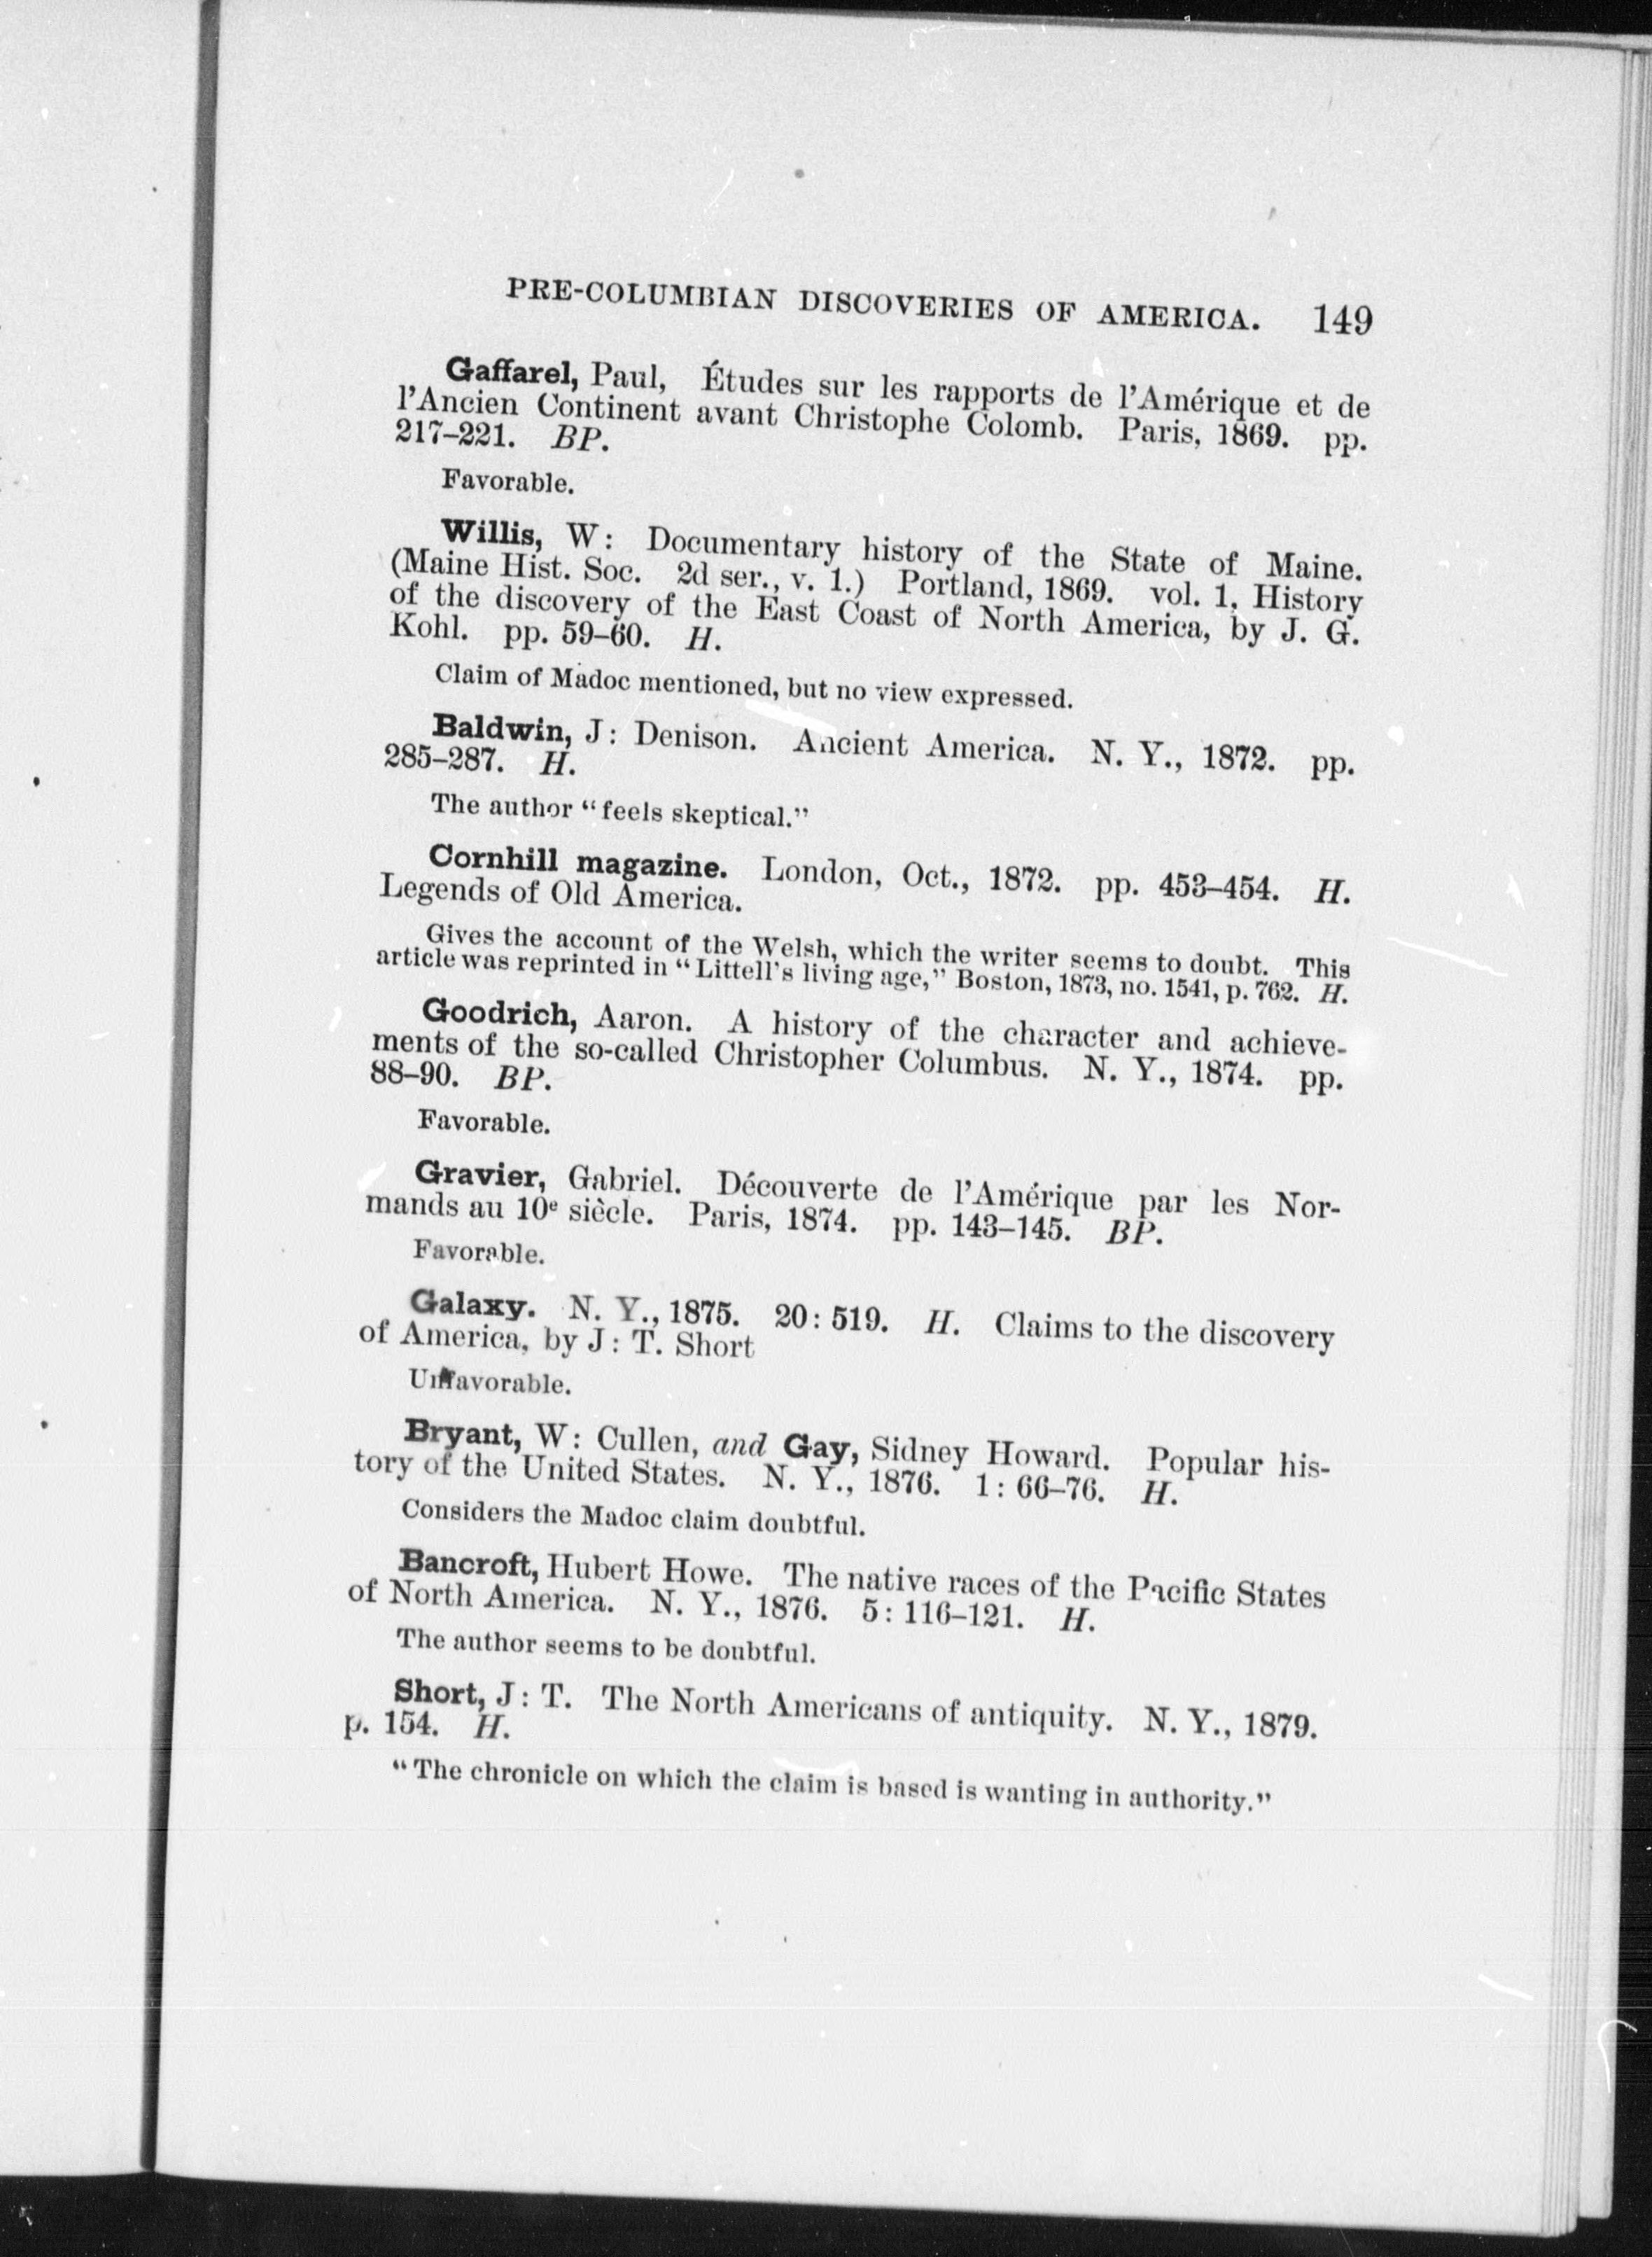 PRE-COLUMBIAN DISCOVERIES OF AMERICA. 149
Gaffarel, Paul, Études sur les rapports de l'Amérique et de
l'Ancien Continent avant Christophe Colomb. Paris, 1869. pp.
217–221. BP.
Favorable.
Willis, W: Documentary history of the State of Maine.
(Maine Hist. Soc. 2d ser., v. 1.) Portland, 1869. vol. 1, History
of the discovery of the East Coast of North America, by J. G.
Kohl. pp. 59–60. H.
Claim of Madoc mentioned, but no view expressed.
Baldwin, J: Denison. Ancient America. N. Y., 1872. pp.
285–287. H.
The author "feels skeptical."
Cornhill magazine. London, Oct., 1872. pp. 453–454. H.
Legends of Old America.
Gives the account of the Welsh, which the writer seems to doubt. This
article was reprinted in "Littell's living age," Boston, 1873, no. 1541, p. 762. H.
Goodrich, Aaron. A history of the character and achieve-
ments of the so-called Christopher Columbus. N. Y., 1874. pp.
88–90. BP.
Favorable.
Gravier, Gabriel. Découverte de l'Amérique par les Nor-
mands au 10e siècle. Paris, 1874. pp. 143–145. BP.
Favorable.
Galaxy. N. Y., 1875. 20: 519. H. Claims to the discovery
of America, by J: T. Short
Unfavorable.
Bryant, W: Cullen, and Gay, Sidney Howard. Popular his-
tory of the United States. N. Y., 1876. 1: 66–76. H.
Considers the Madoc claim doubtful.
Bancroft, Hubert Howe. The native races of the Pacific States
of North America. N. Y., 1876. 5: 116–121. H.
The author seems to be doubtful.
Short, J: T. The North Americans of antiquity. N. Y., 1879.
p. 154. H.
"The chronicle on which the claim is based is wanting in authority."